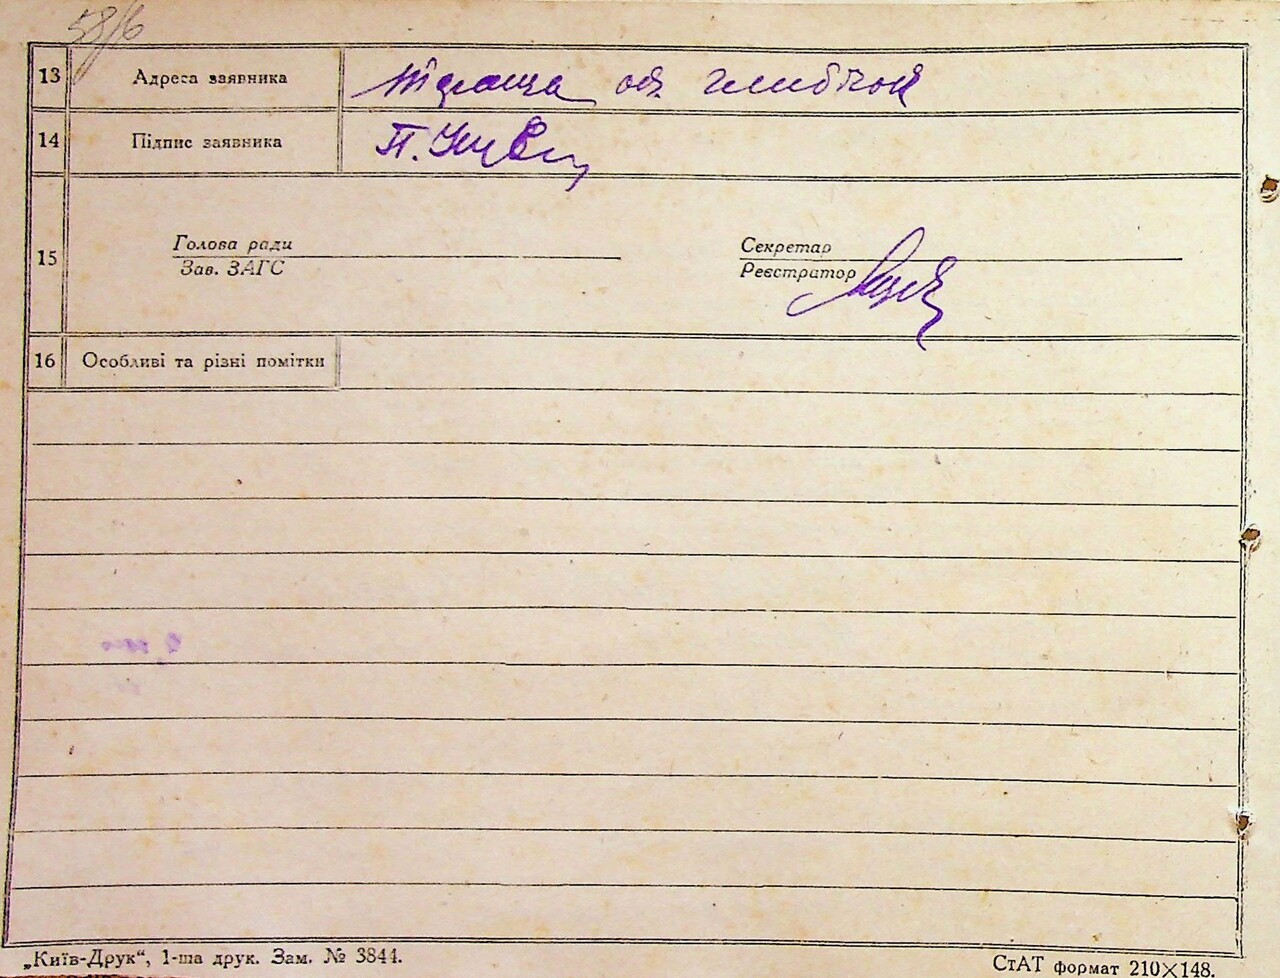 58/6
13 Адреса заявника
14 Підпис заявника П.
15 Голова ради Секретар
Зав. ЗАГС Реєстратор
16 Особливі та різні помітки
„Київ-Друк“, 1-ша друк. Зам. № 3844. СтАТ формат 210×148.